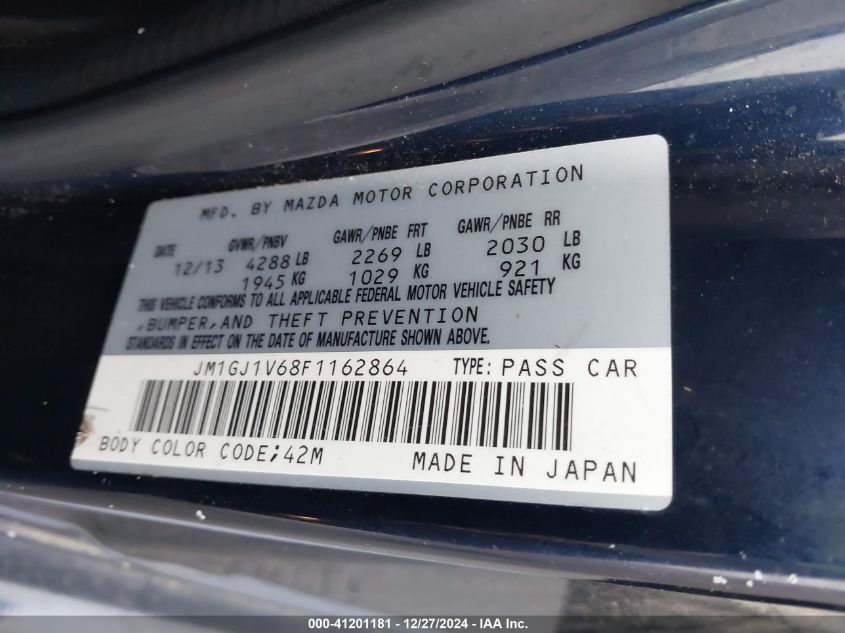 MFD. BY MAZDA MOTOR CORPORATION
DATE GVWR/PNBV GAWR/PNBE FRT GAWR/PNBE RR
12/13 4288 LB 2269 LB 2030 LB
1945 KG 1029 KG 921 KG
THIS VEHICLE CONFORMS TO ALL APPLICABLE FEDERAL MOTOR VEHICLE SAFETY
,BUMPER,AND THEFT PREVENTION
STANDARDS IN EFFECT ON THE DATE OF MANUFACTURE SHOWN ABOVE.
JM1GJ1V68F1162864 TYPE: PASS CAR
BODY COLOR CODE;42M MADE IN JAPAN
000-41201181 - 12/27/2024 - IAA Inc.